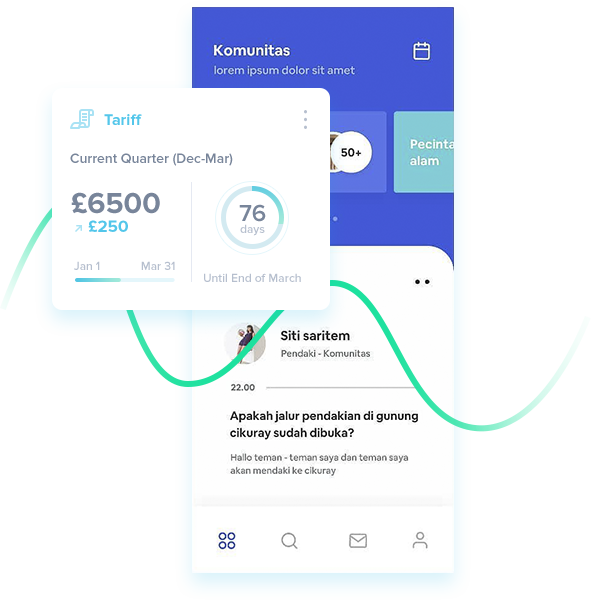 Komunitas
lorem ipsum dolor sit amet
Tariff
Current Quarter (Dec-Mar)
£6500
£250
Jan 1
Mar 31
76
days
Until End of March
50+
Pecinta
alam
Siti saritem
Pendaki - Komunitas
22.00
Apakah jalur pendakian di gunung
cikuray sudah dibuka?
Hallo teman - teman saya dan teman saya
akan mendaki ke cikuray